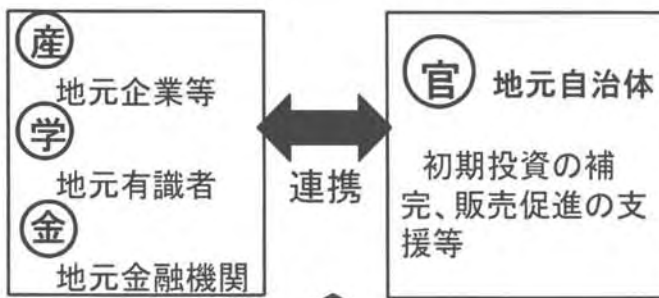 産
地元企業等
学
地元有識者
金
地元金融機関
連携
官 地元自治体
初期投資の補
完、販売促進の支
援等